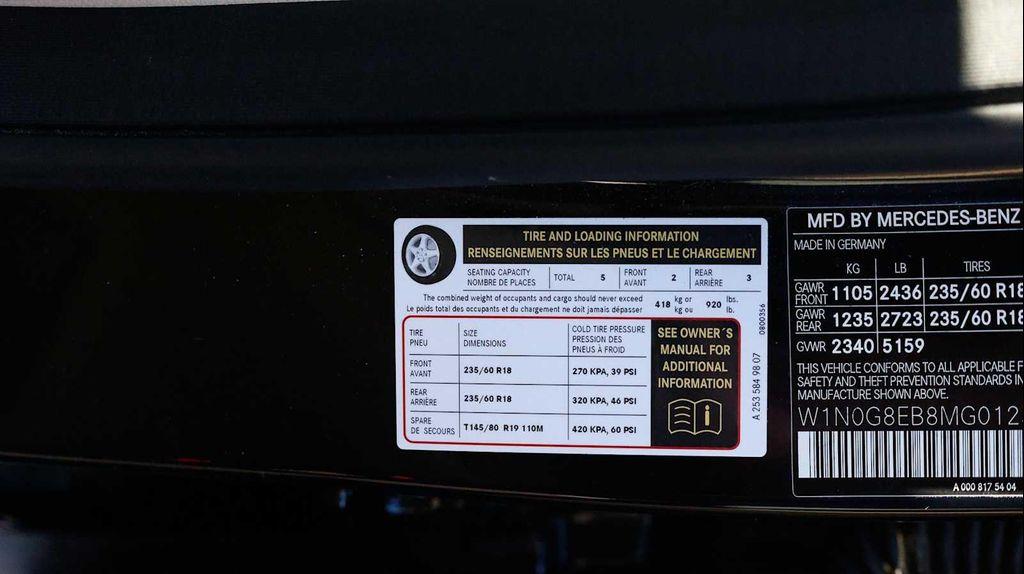 TIRE AND LOADING INFORMATION
RENSEIGNEMENTS SUR LES PNEUS ET LE CHARGEMENT
SEATING CAPACITY
NOMBRE DE PLACES
TOTAL 5
FRONT
AVANT
2
REAR
ARRIÈRE
3
The combined weight of occupants and cargo should never exceed
Le poids total des occupants et du chargement ne doit jamais dépasser
418 kg or
kg ou
920 lbs.
lb.
TIRE
PNEU
SIZE
DIMENSIONS
COLD TIRE PRESSURE
PRESSION DES
PNEUS À FROID
FRONT
AVANT
235/60 R18
270 KPA, 39 PSI
REAR
ARRIÈRE
235/60 R18
320 KPA, 46 PSI
SPARE
DE SECOURS
T145/80 R19 110M
420 KPA, 60 PSI
SEE OWNER´S
MANUAL FOR
ADDITIONAL
INFORMATION
0800356
A 253 584 98 07
MFD BY MERCEDES-BENZ
MADE IN GERMANY
KG LB TIRES
GAWR
FRONT
1105 2436 235/60 R18
GAWR
REAR
1235 2723 235/60 R18
GVWR 2340 5159
THIS VEHICLE CONFORMS TO ALL APPLICABLE F
SAFETY AND THEFT PREVENTION STANDARDS IN
MANUFACTURE SHOWN ABOVE.
W1N0G8EB8MG012
A 000 817 54 04